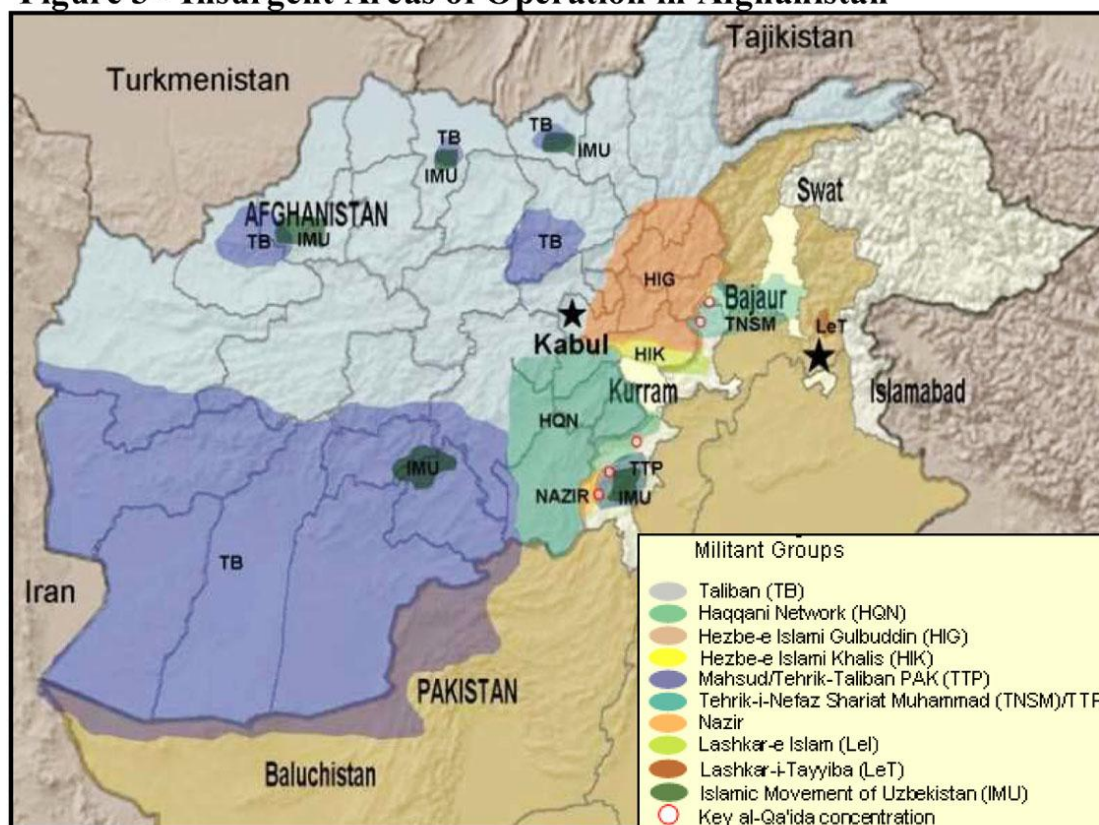 Figure 3 - Insurgent Areas of Operation in Afghanistan
Tajikistan
Turkmenistan
TB
TB
IMU
IMU
Swat
AFGHANISTAN
TB
IMU
TB
HIG
Bajaur
TNSM
LeT
Kabul
HIK
Kurram
Islamabad
HQN
IMU
TTP
NAZIR
IMU
TB
Iran
PAKISTAN
Baluchistan
Militant Groups
Taliban (TB)
Haqqani Network (HQN)
Hezbe-e Islami Gulbuddin (HIG)
Hezbe-e Islami Khalis (HIK)
Mahsud/Tehrik-Taliban PAK (TTP)
Tehrik-i-Nefaz Shariat Muhammad (TNSM)/TTP
Nazir
Lashkar-e Islam (LeI)
Lashkar-i-Tayyiba (LeT)
Islamic Movement of Uzbekistan (IMU)
Key al-Qa'ida concentration